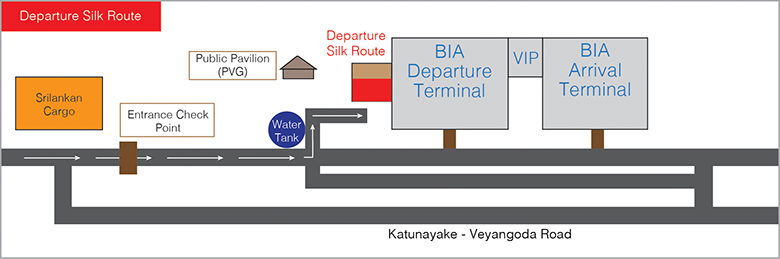 Departure Silk Route
Srilankan
Cargo
Entrance Check
Point
Public Pavilion
(PVG)
Water
Tank
Departure
Silk Route
BIA
Departure
Terminal
VIP
BIA
Arrival
Terminal
Katunayake - Veyangoda Road